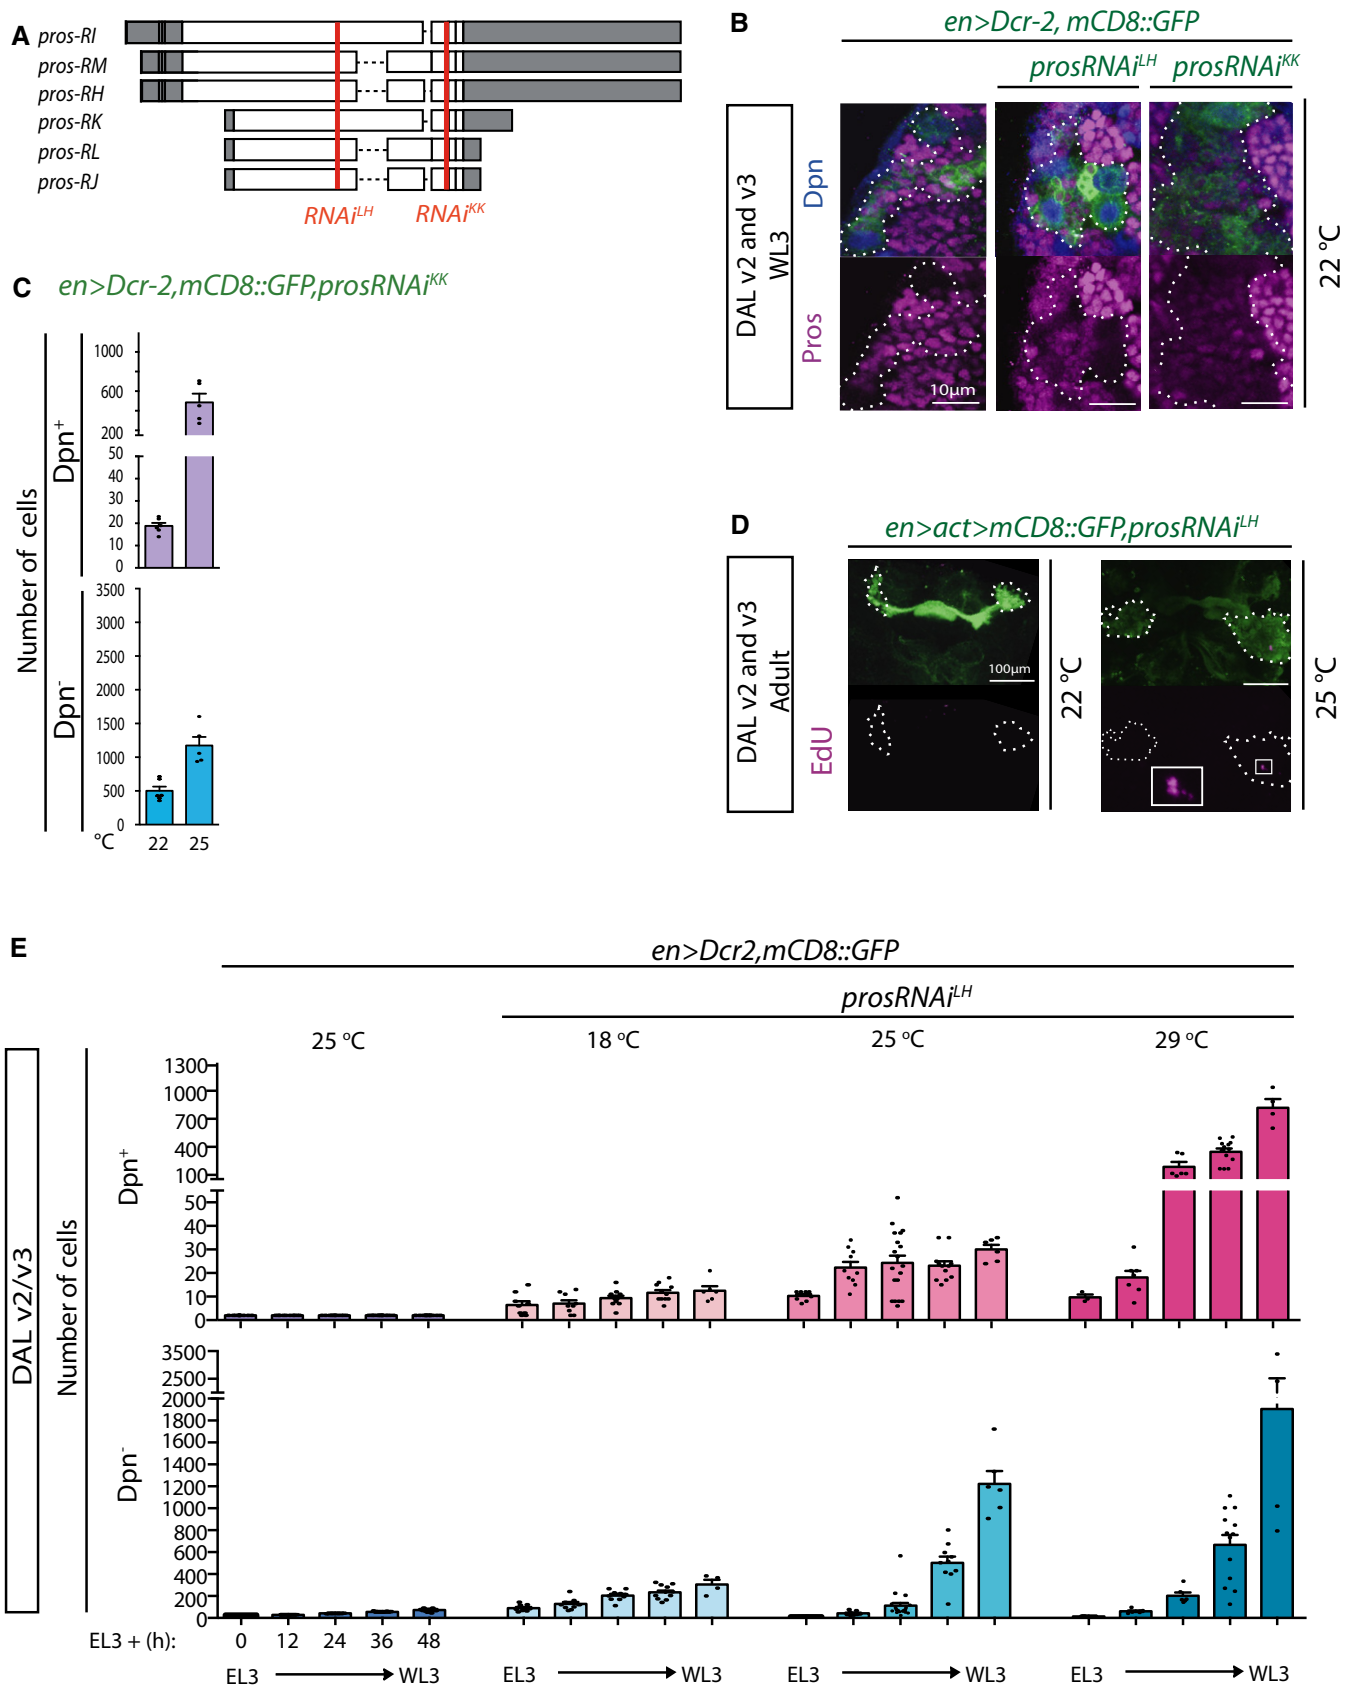 A
pros-RI
pros-RM
pros-RH
pros-RK
pros-RL
pros-RJ
RNAi^LH RNAi^KK
B
en>Dcr-2, mCD8::GFP
prosRNAi^LH prosRNAi^KK
DAL v2 and v3
WL3
Dpn
Pros
10µm
22 °C
C
en>Dcr-2,mCD8::GFP,prosRNAi^KK
Number of cells
Dpn+
1000
600
200
50
40
30
20
10
0
Dpn-
3500
3000
2500
2000
1500
1000
500
0
°C 22 25
D
en>act>mCD8::GFP,prosRNAi^LH
DAL v2 and v3
Adult
EdU
100µm
22 °C
25 °C
E
en>Dcr2,mCD8::GFP
prosRNAi^LH
25 °C 18 °C 25 °C 29 °C
DAL v2/v3
Number of cells
Dpn+
1300
1000
700
400
100
50
40
30
20
10
0
Dpn-
3500
2500
2000
1800
1600
1400
1200
1000
800
600
400
200
0
EL3 + (h): 0 12 24 36 48
EL3 WL3 EL3 WL3 EL3 WL3 EL3 WL3